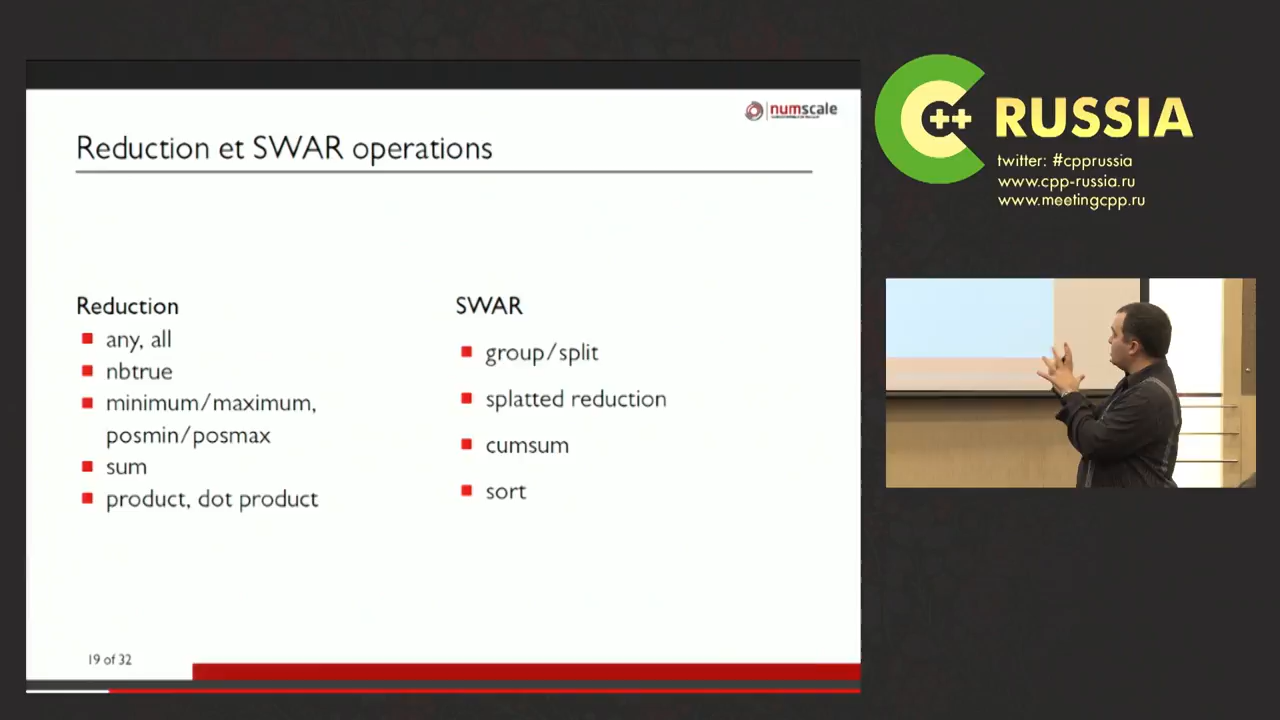 numscale
Reduction et SWAR operations
Reduction
any, all
nbtrue
minimum/maximum,
posmin/posmax
sum
product, dot product
SWAR
group/split
splatted reduction
cumsum
sort
19 of 32
C++ RUSSIA
twitter: #cpprussia
www.cpp-russia.ru
www.meetingcpp.ru